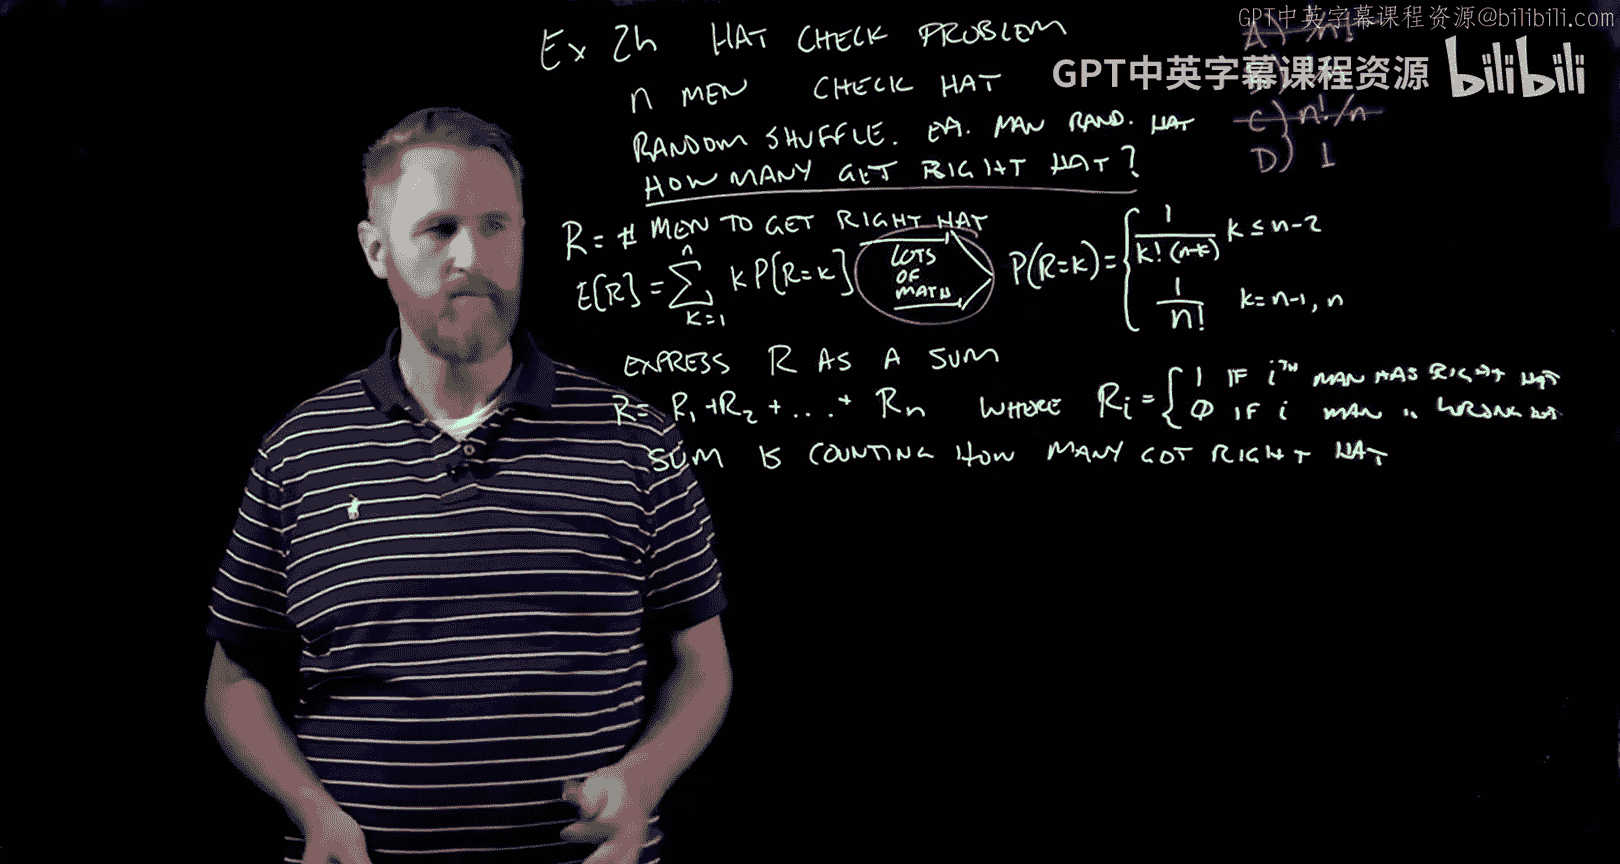 GPT中英字幕课程资源@bilibili.com
GPT中英字幕课程资源 bilibili
Ex 2h HAT CHECK PROBLEM
n MEN CHECK HAT
RANDOM SHUFFLE. EA. MAN RAND. HAT
HOW MANY GET RIGHT HAT?
A) n!
C) n!/n
D) 1
R = # MEN TO GET RIGHT HAT
E[R] = n∑k=1 k P[R=k]
LOTS OF MATH
P(R=k) = { 1/k!(n-k) k ≤ n-2
1/n! k = n-1, n
EXPRESS R AS A SUM
R = R1 + R2 + ... + Rn WHERE Ri = { 1 IF iTH MAN HAS RIGHT HAT
0 IF i MAN " WRONG HAT
SUM IS COUNTING HOW MANY GOT RIGHT HAT